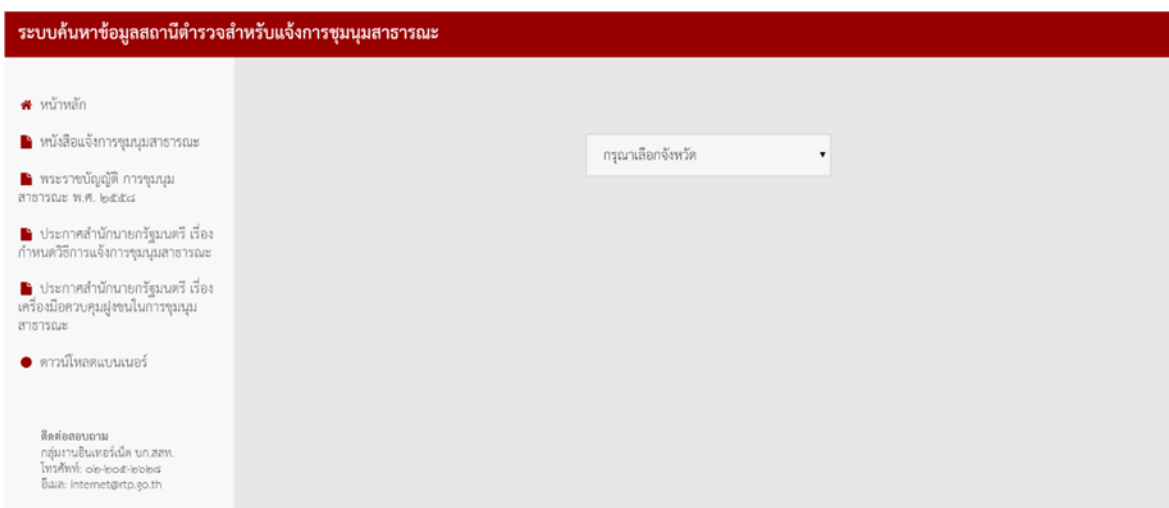 ระบบค้นหาข้อมูลสถานีตำรวจสำหรับแจ้งการชุมนุมสาธารณะ
หน้าหลัก
หนังสือแจ้งการชุมนุมสาธารณะ
พระราชบัญญัติ การชุมนุม
สาธารณะ พ.ศ. ๒๕๕๘
ประกาศสำนักนายกรัฐมนตรี เรื่อง
กำหนดวิธีการแจ้งการชุมนุมสาธารณะ
ประกาศสำนักนายกรัฐมนตรี เรื่อง
เครื่องมือควบคุมฝูงชนในการชุมนุม
สาธารณะ
ดาวน์โหลดแบนเนอร์
กรุณาเลือกจังหวัด
ติดต่อสอบถาม
กลุ่มงานอินเทอร์เน็ต บก.สสท.
โทรศัพท์: ๐๒-๒๐๕-๒๖๒๘
อีเมล: internet@rtp.go.th